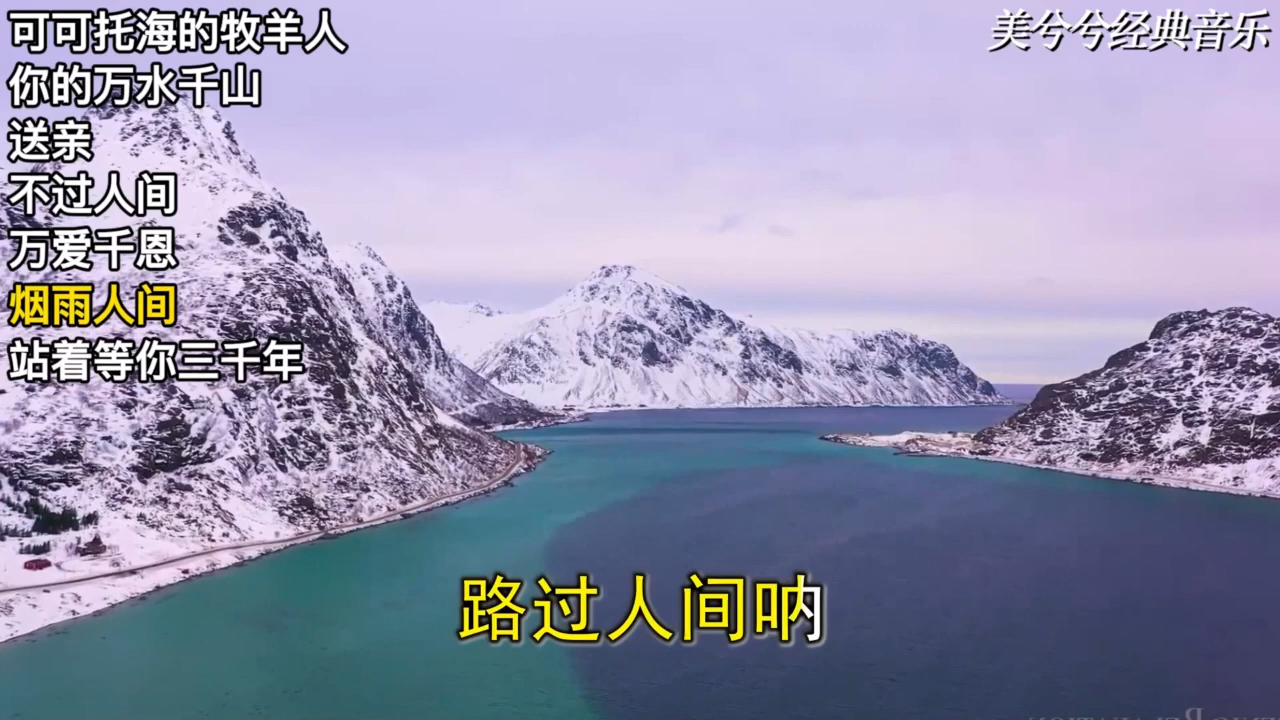 可可托海的牧羊人
美兮兮经典音乐
你的万水千山
送亲
不过人间
万爱千恩
烟雨人间
站着等你三千年
路过人间呐